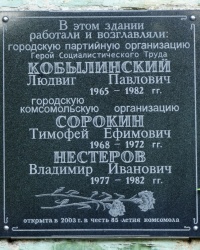 В этом здании
работали и возглавляли:
городскую партийную организацию
Герой Социалистического Труда
КОБЫЛИНСКИЙ
Людвиг Павлович
1965 – 1982 гг.
городскую
комсомольскую организацию
СОРОКИН
Тимофей Ефимович
1968 – 1972 гг.
НЕСТЕРОВ
Владимир Иванович
1977 – 1982 гг.
открыта в 2003 г. в честь 85 летия комсомола